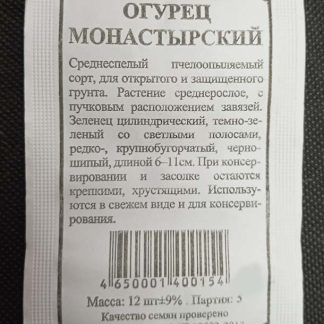 ОГУРЕЦ
МОНАСТЫРСКИЙ
Среднеспелый пчелоопыляемый
сорт, для открытого и защищенного
грунта. Растение среднерослое, с
пучковым расположением завязей.
Зеленец цилиндрический, темно-зе-
леный со светлыми полосами,
редко-, крупнобугорчатый, черно-
шипый, длиной 6–11см. При консер-
вировании и засолке остаются
крепкими, хрустящими. Использу-
ются в свежем виде и для консерви-
рования.
4 650001 400154
Масса: 12 шт±9% . Партия: 5
Качество семян проверено